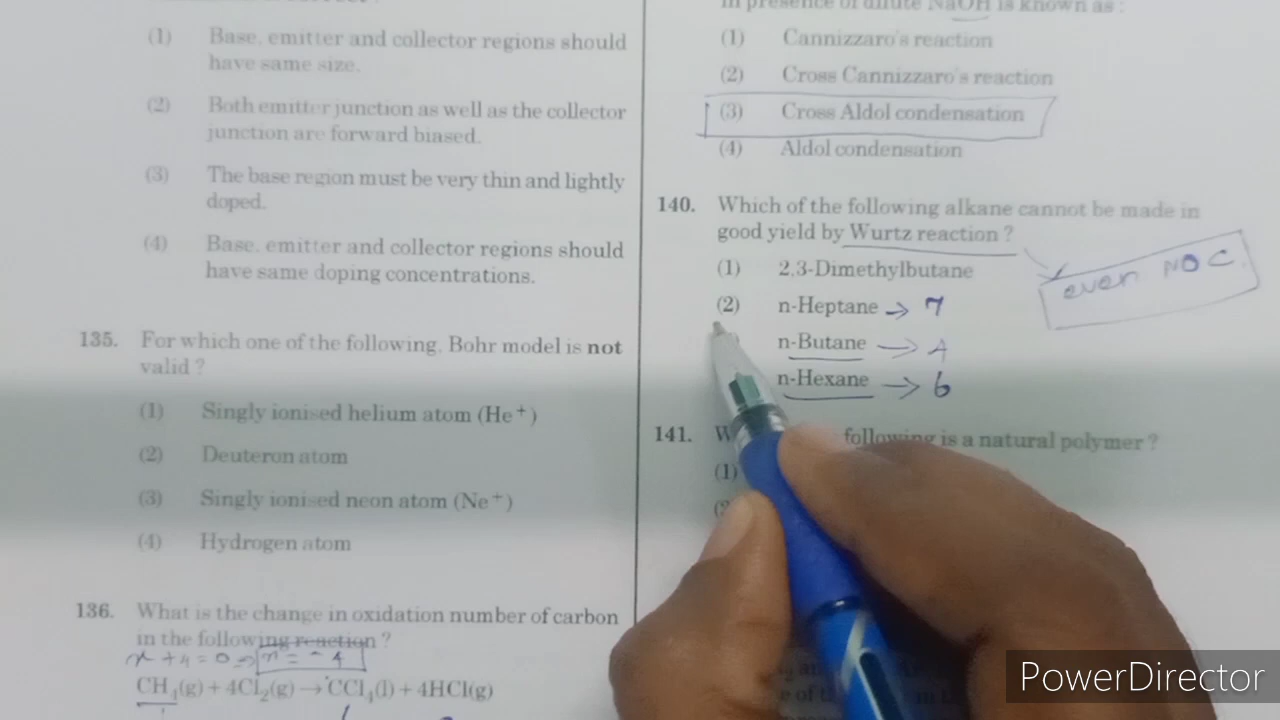 (1) Base, emitter and collector regions should
have same size.
(2) Both emitter junction as well as the collector
junction are forward biased.
(3) The base region must be very thin and lightly
doped.
(4) Base, emitter and collector regions should
have same doping concentrations.
135. For which one of the following, Bohr model is not
valid ?
(1) Singly ionised helium atom (He⁺)
(2) Deuteron atom
(3) Singly ionised neon atom (Ne⁺)
(4) Hydrogen atom
136. What is the change in oxidation number of carbon
in the following reaction ?
x + 4 = 0 ⇒ x = -4
CH₄(g) + 4Cl₂(g) → CCl₄(l) + 4HCl(g)
in presence of dilute NaOH is known as :
(1) Cannizzaro's reaction
(2) Cross Cannizzaro's reaction
(3) Cross Aldol condensation
(4) Aldol condensation
140. Which of the following alkane cannot be made in
good yield by Wurtz reaction ?
even NO C
(1) 2,3-Dimethylbutane
(2) n-Heptane → 7
n-Butane → 4
n-Hexane → 6
141. following is a natural polymer ?
(1)
PowerDirector